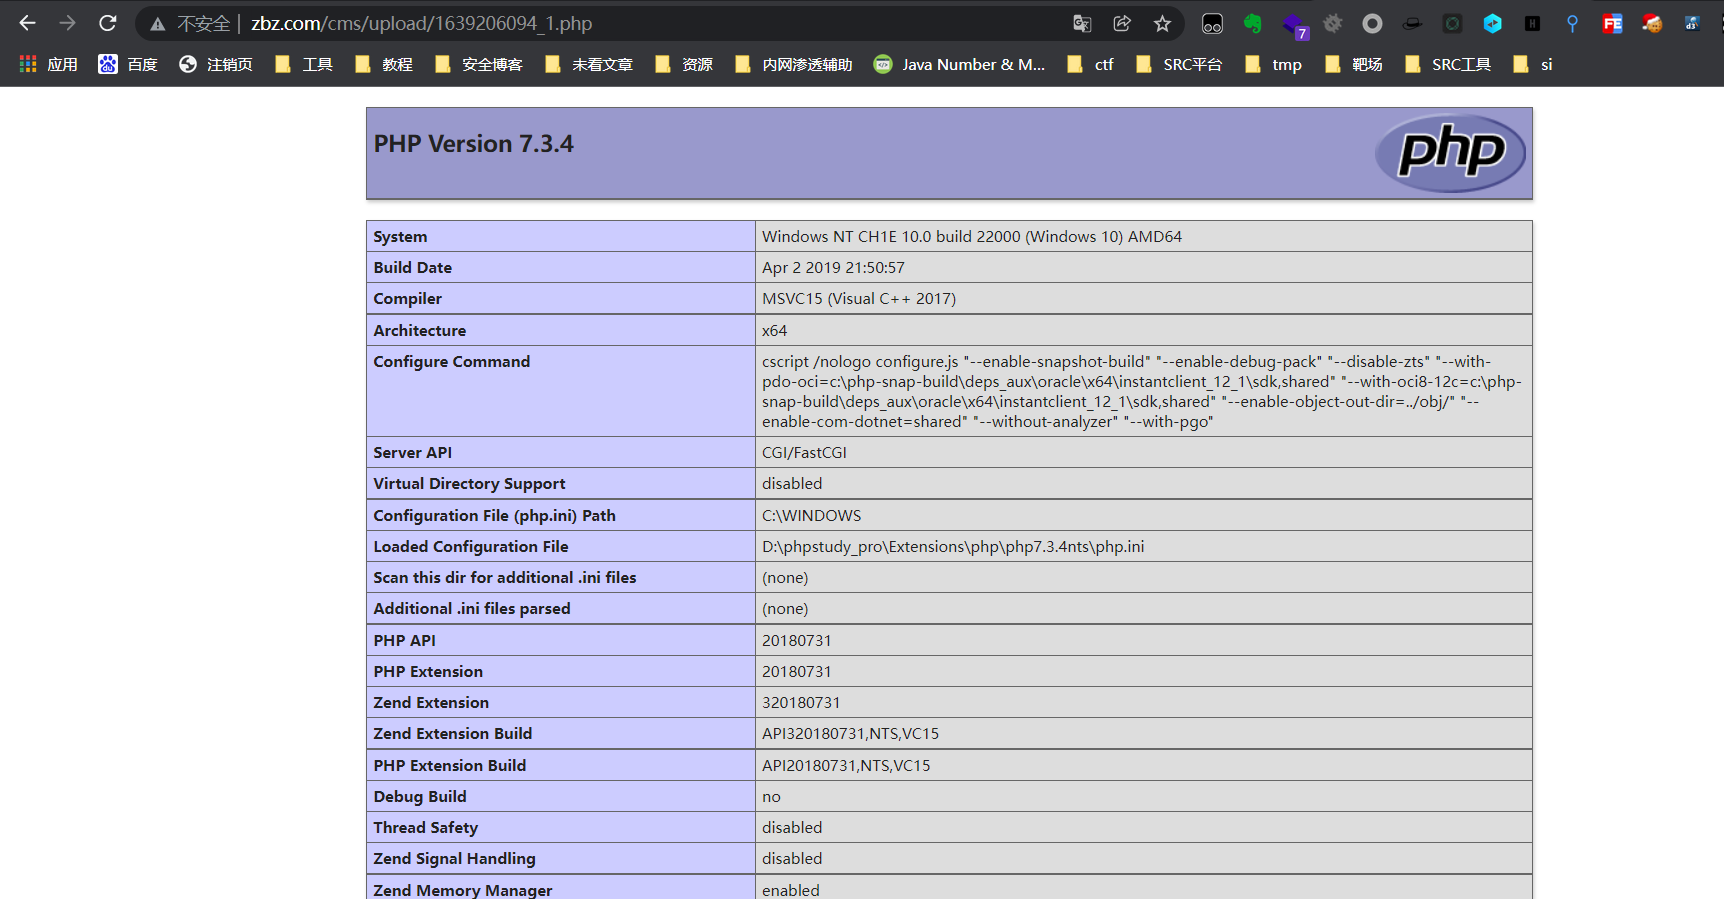 不安全 | zbz.com/cms/upload/1639206094_1.php
7
FE
H
d3
应用 百度 注销页 工具 教程 安全博客 未看文章 资源 内网渗透辅助 Java Number & M... ctf SRC平台 tmp 靶场 SRC工具 si
PHP Version 7.3.4
php
System Windows NT CH1E 10.0 build 22000 (Windows 10) AMD64
Build Date Apr 2 2019 21:50:57
Compiler MSVC15 (Visual C++ 2017)
Architecture x64
Configure Command cscript /nologo configure.js "--enable-snapshot-build" "--enable-debug-pack" "--disable-zts" "--with-
pdo-oci=c:\php-snap-build\deps_aux\oracle\x64\instantclient_12_1\sdk,shared" "--with-oci8-12c=c:\php-
snap-build\deps_aux\oracle\x64\instantclient_12_1\sdk,shared" "--enable-object-out-dir=../obj/" "--
enable-com-dotnet=shared" "--without-analyzer" "--with-pgo"
Server API CGI/FastCGI
Virtual Directory Support disabled
Configuration File (php.ini) Path C:\WINDOWS
Loaded Configuration File D:\phpstudy_pro\Extensions\php\php7.3.4nts\php.ini
Scan this dir for additional .ini files (none)
Additional .ini files parsed (none)
PHP API 20180731
PHP Extension 20180731
Zend Extension 320180731
Zend Extension Build API320180731,NTS,VC15
PHP Extension Build API20180731,NTS,VC15
Debug Build no
Thread Safety disabled
Zend Signal Handling disabled
Zend Memory Manager enabled